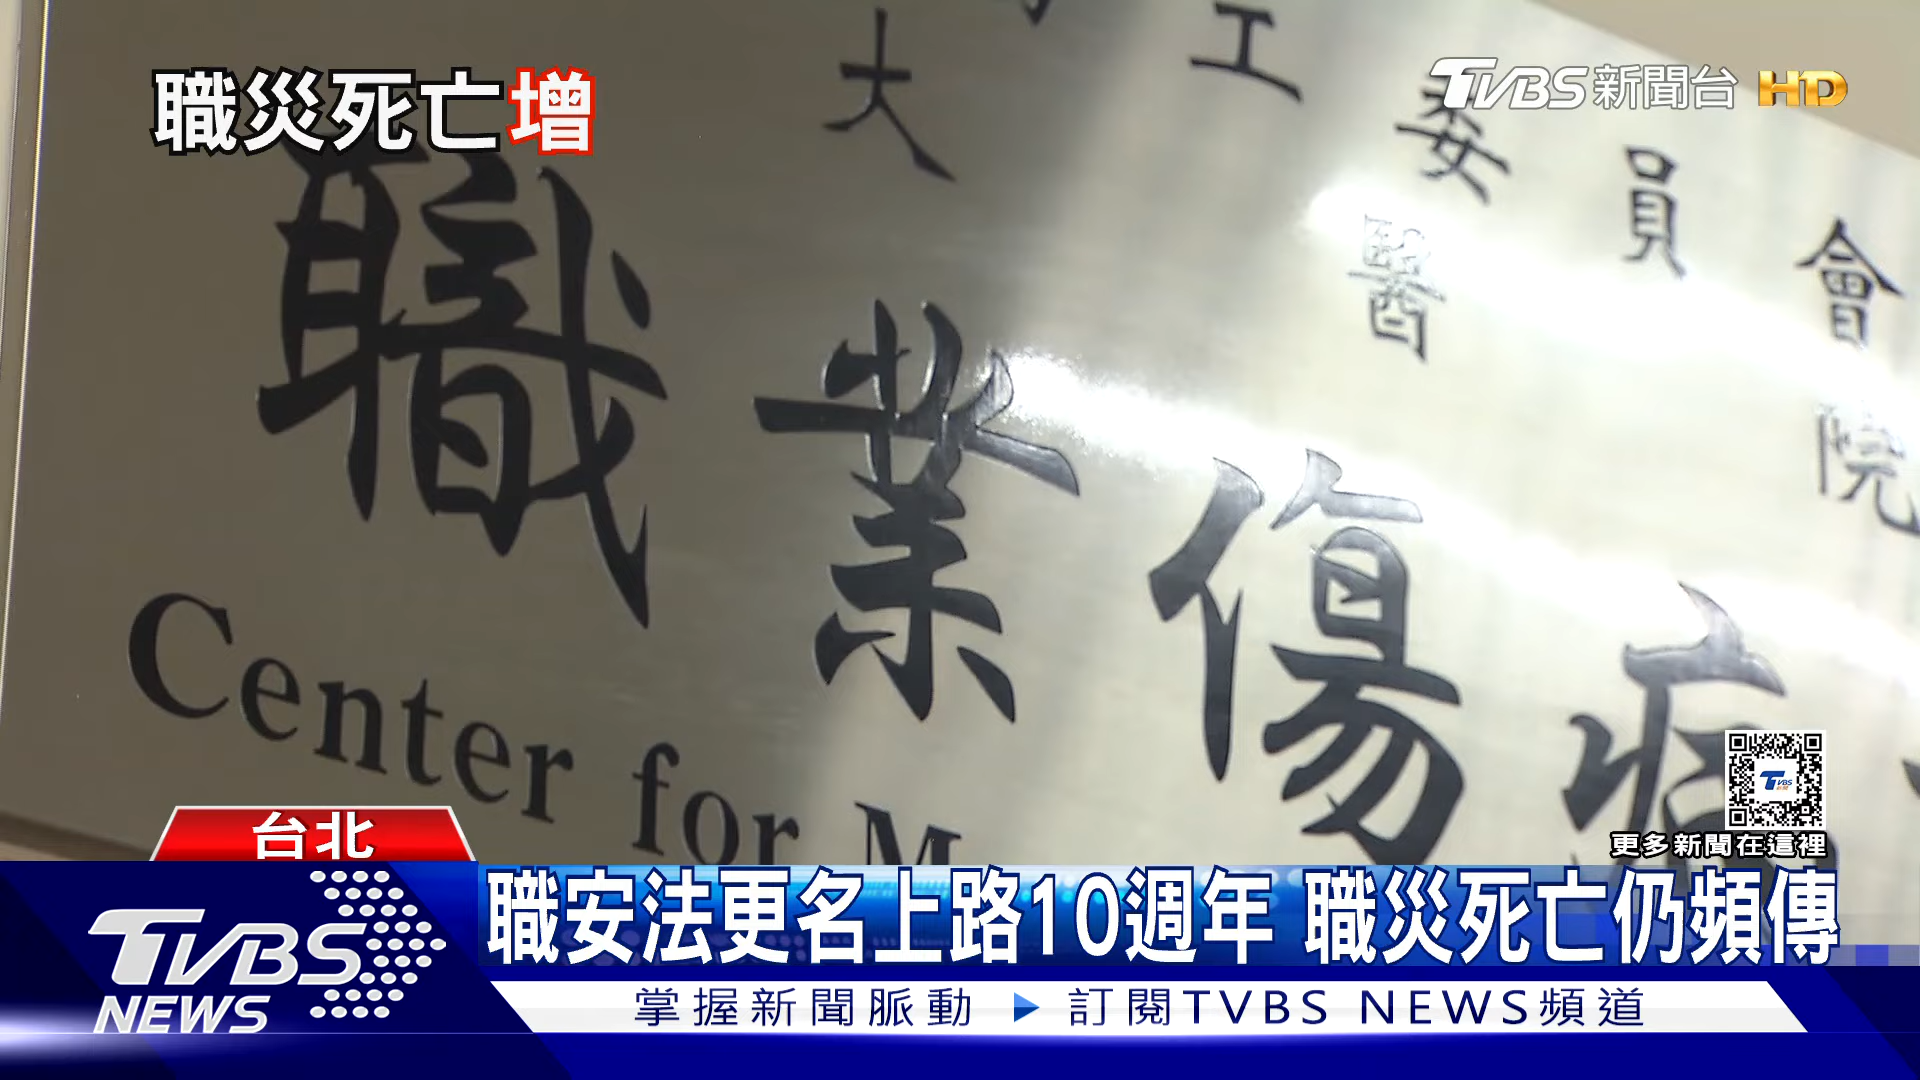 職災死亡增
TVBS新聞台 HD
大
工委員會
醫院
職業傷病
Center for M
更多新聞在這裡
台北
職安法更名上路10週年 職災死亡仍頻傳
TVBS
NEWS
掌握新聞脈動 ▶ 訂閱TVBS NEWS頻道